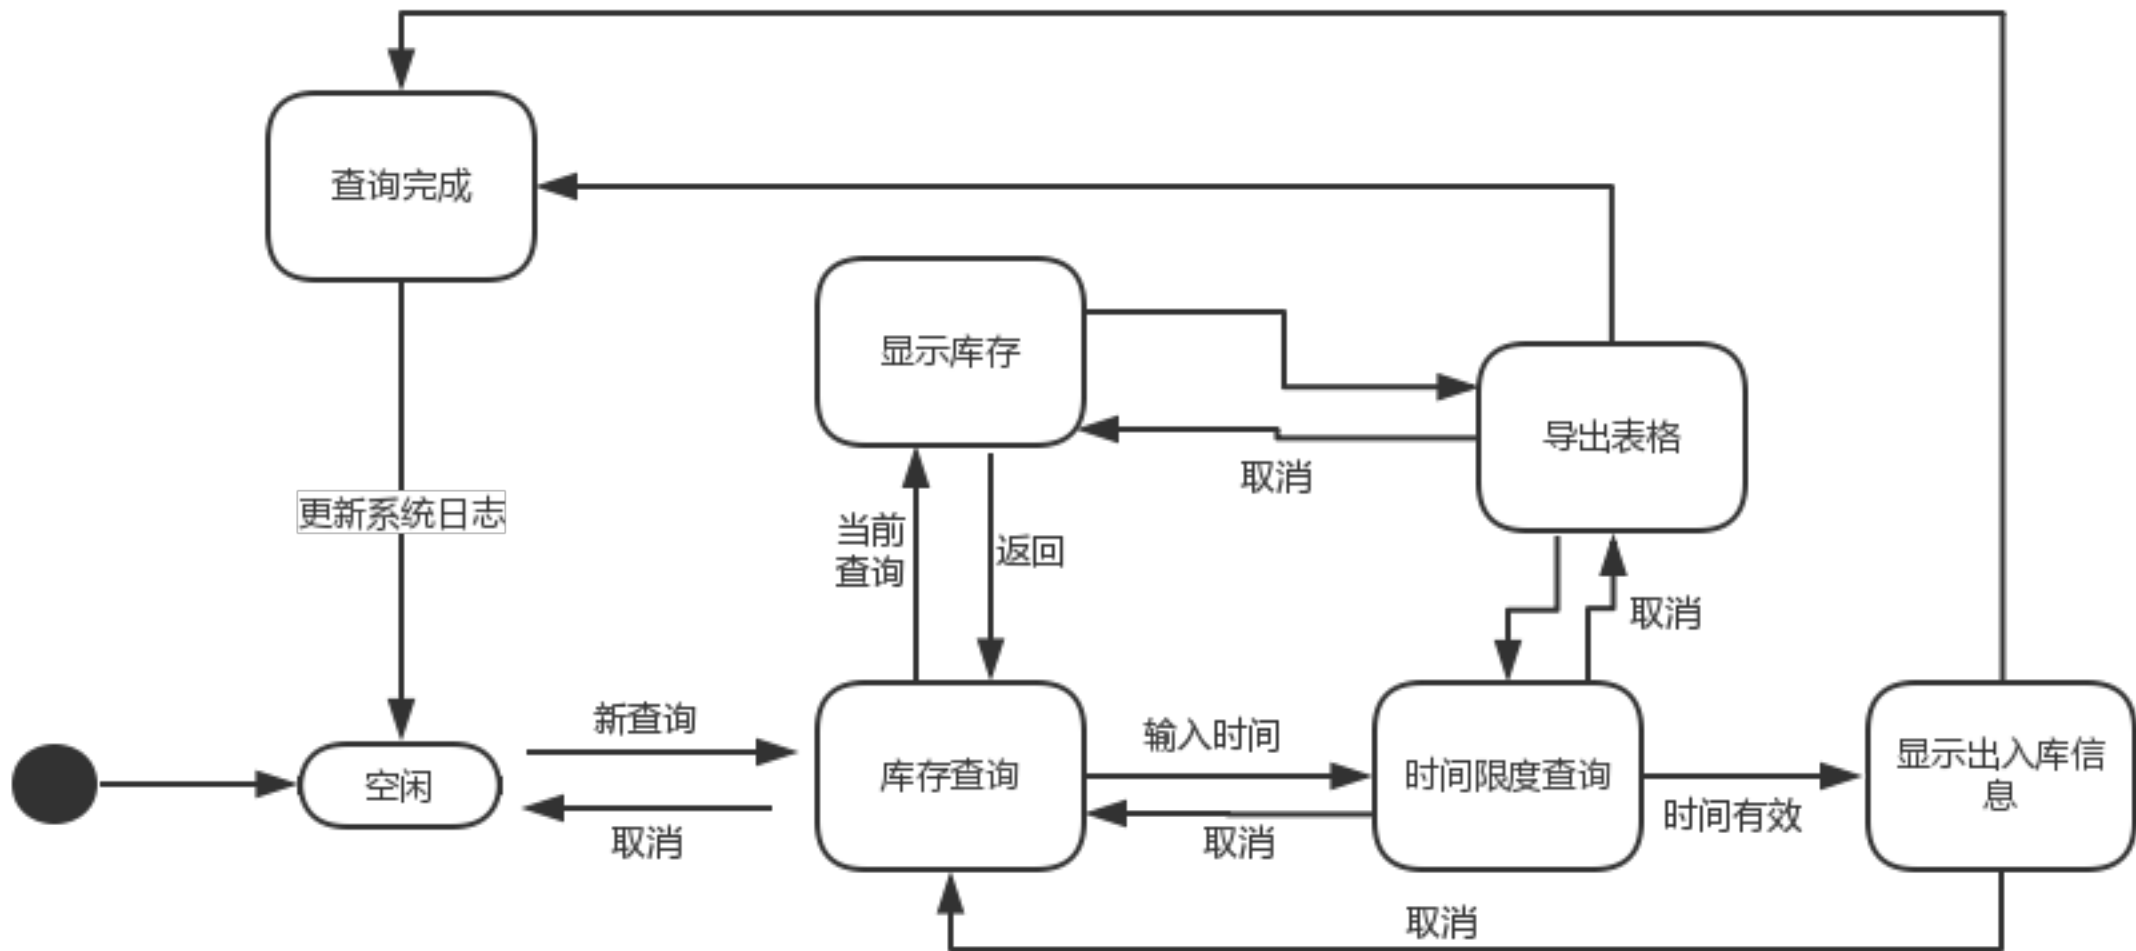 查询完成
显示库存
导出表格
取消
当前
查询
返回
更新系统日志
取消
新查询
输入时间
空闲
库存查询
时间限度查询
显示出入库信
息
时间有效
取消
取消
取消